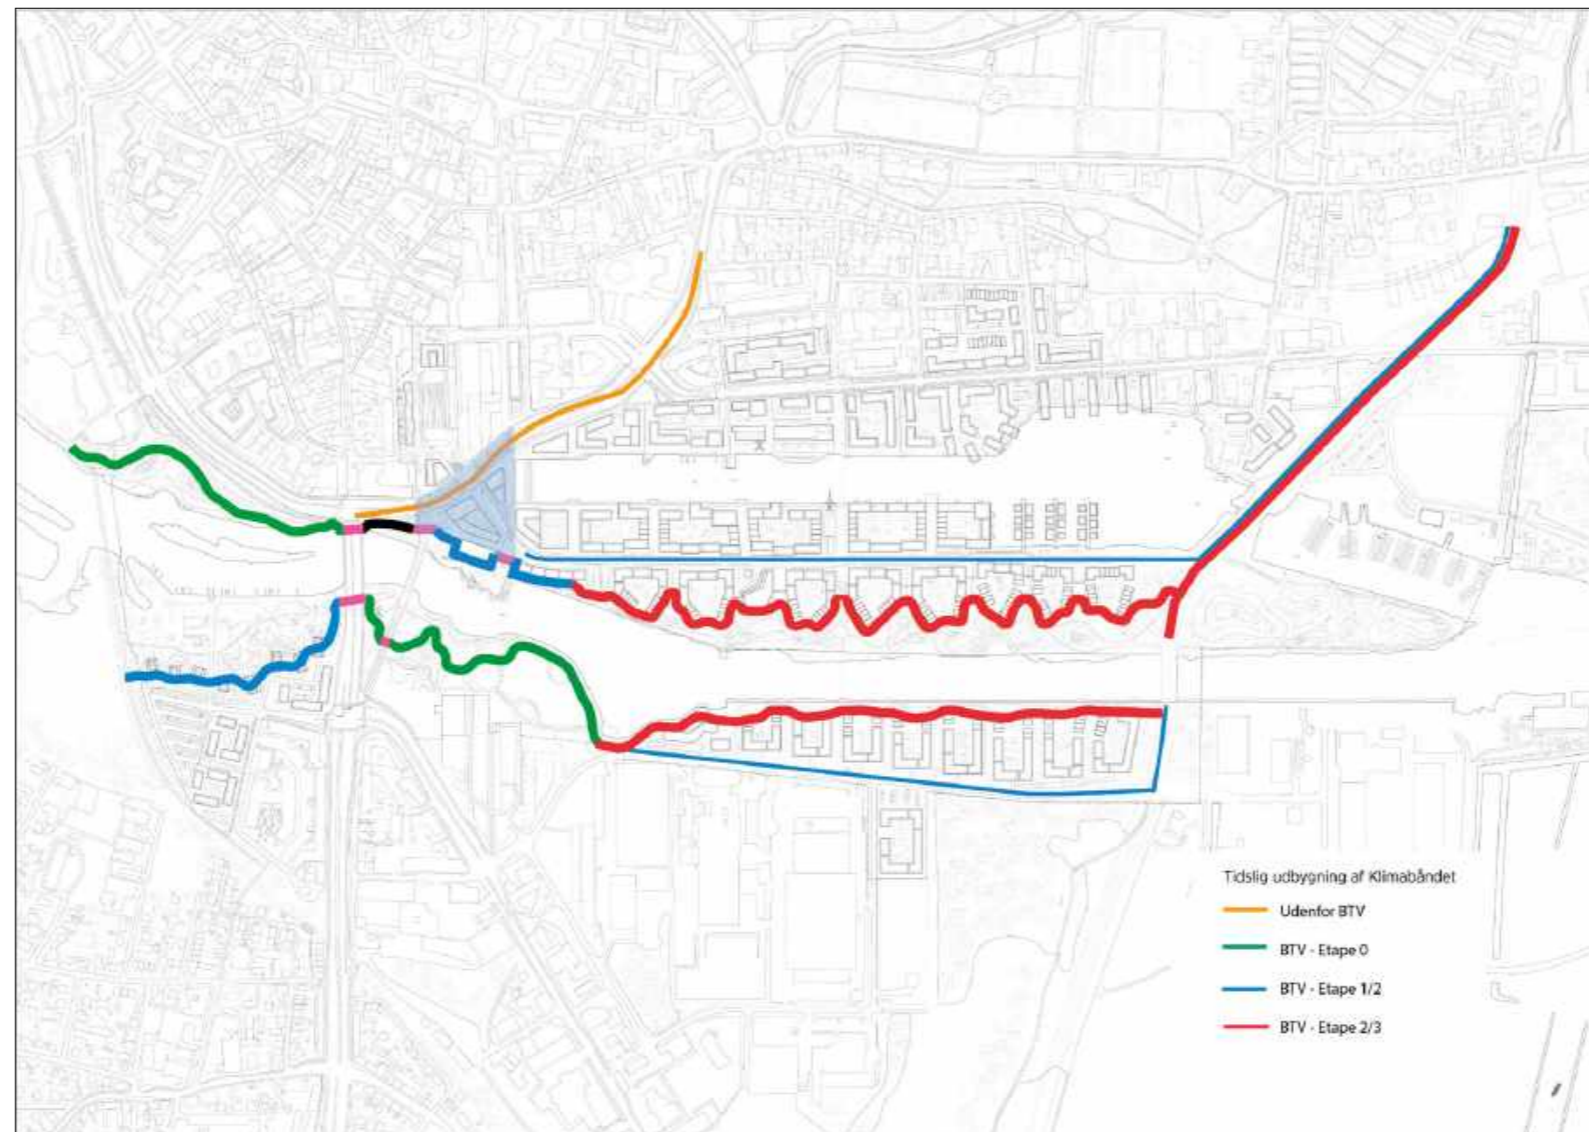 Tidslig udbygning af Klimabåndet
Udenfor BTV
BTV - Etape 0
BTV - Etape 1/2
BTV - Etape 2/3